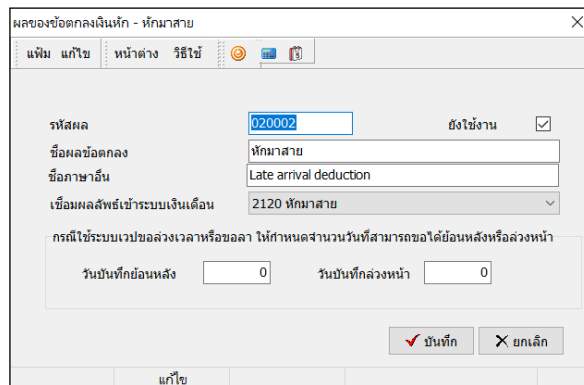 ผลของข้อตกลงเงินหัก - หักมาสาย
แฟ้ม แก้ไข หน้าต่าง วิธีใช้
รหัสผล 020002 ยังใช้งาน
ชื่อผลข้อตกลง หักมาสาย
ชื่อภาษาอื่น Late arrival deduction
เชื่อมผลลัพธ์เข้าระบบเงินเดือน 2120 หักมาสาย
กรณีใช้ระบบเวปขอล่วงเวลาหรือขอลา ให้กำหนดจำนวนวันที่สามารถขอได้ย้อนหลังหรือล่วงหน้า
วันบันทึกย้อนหลัง 0 วันบันทึกล่วงหน้า 0
บันทึก ยกเลิก
แก้ไข